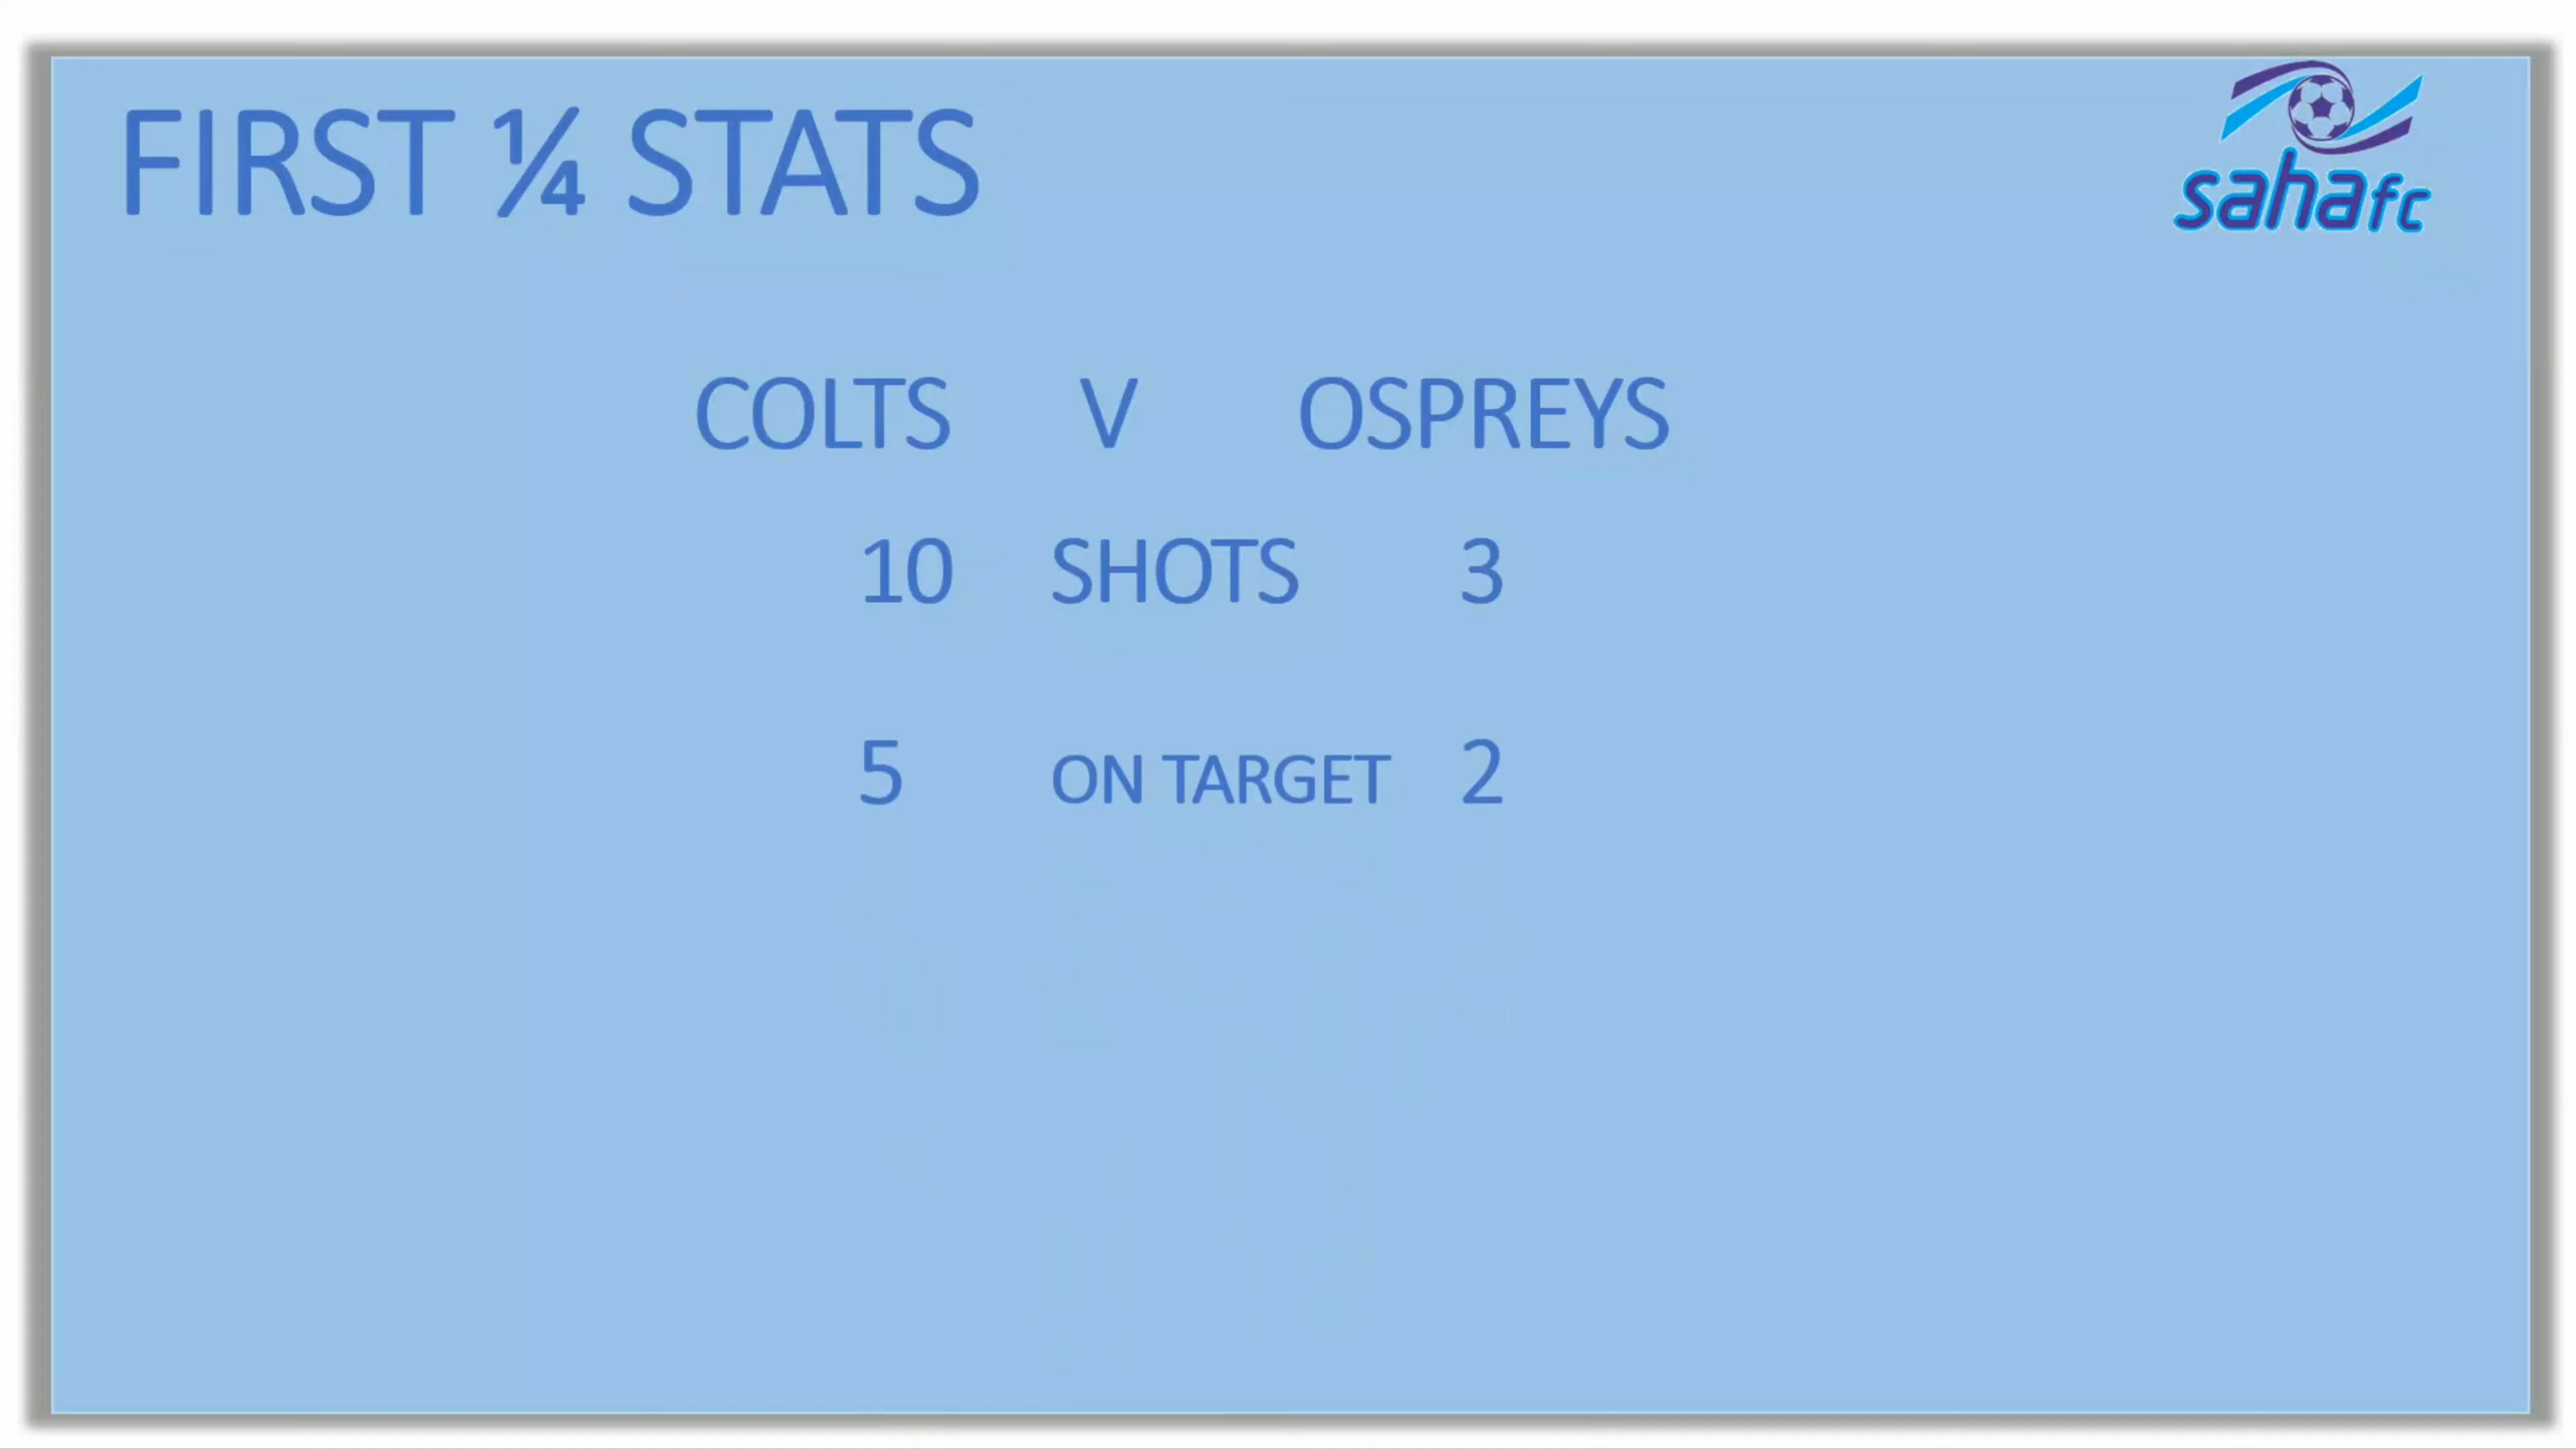 FIRST ¼ STATS
sahafc
COLTS V OSPREYS
10 SHOTS 3
5 ON TARGET 2